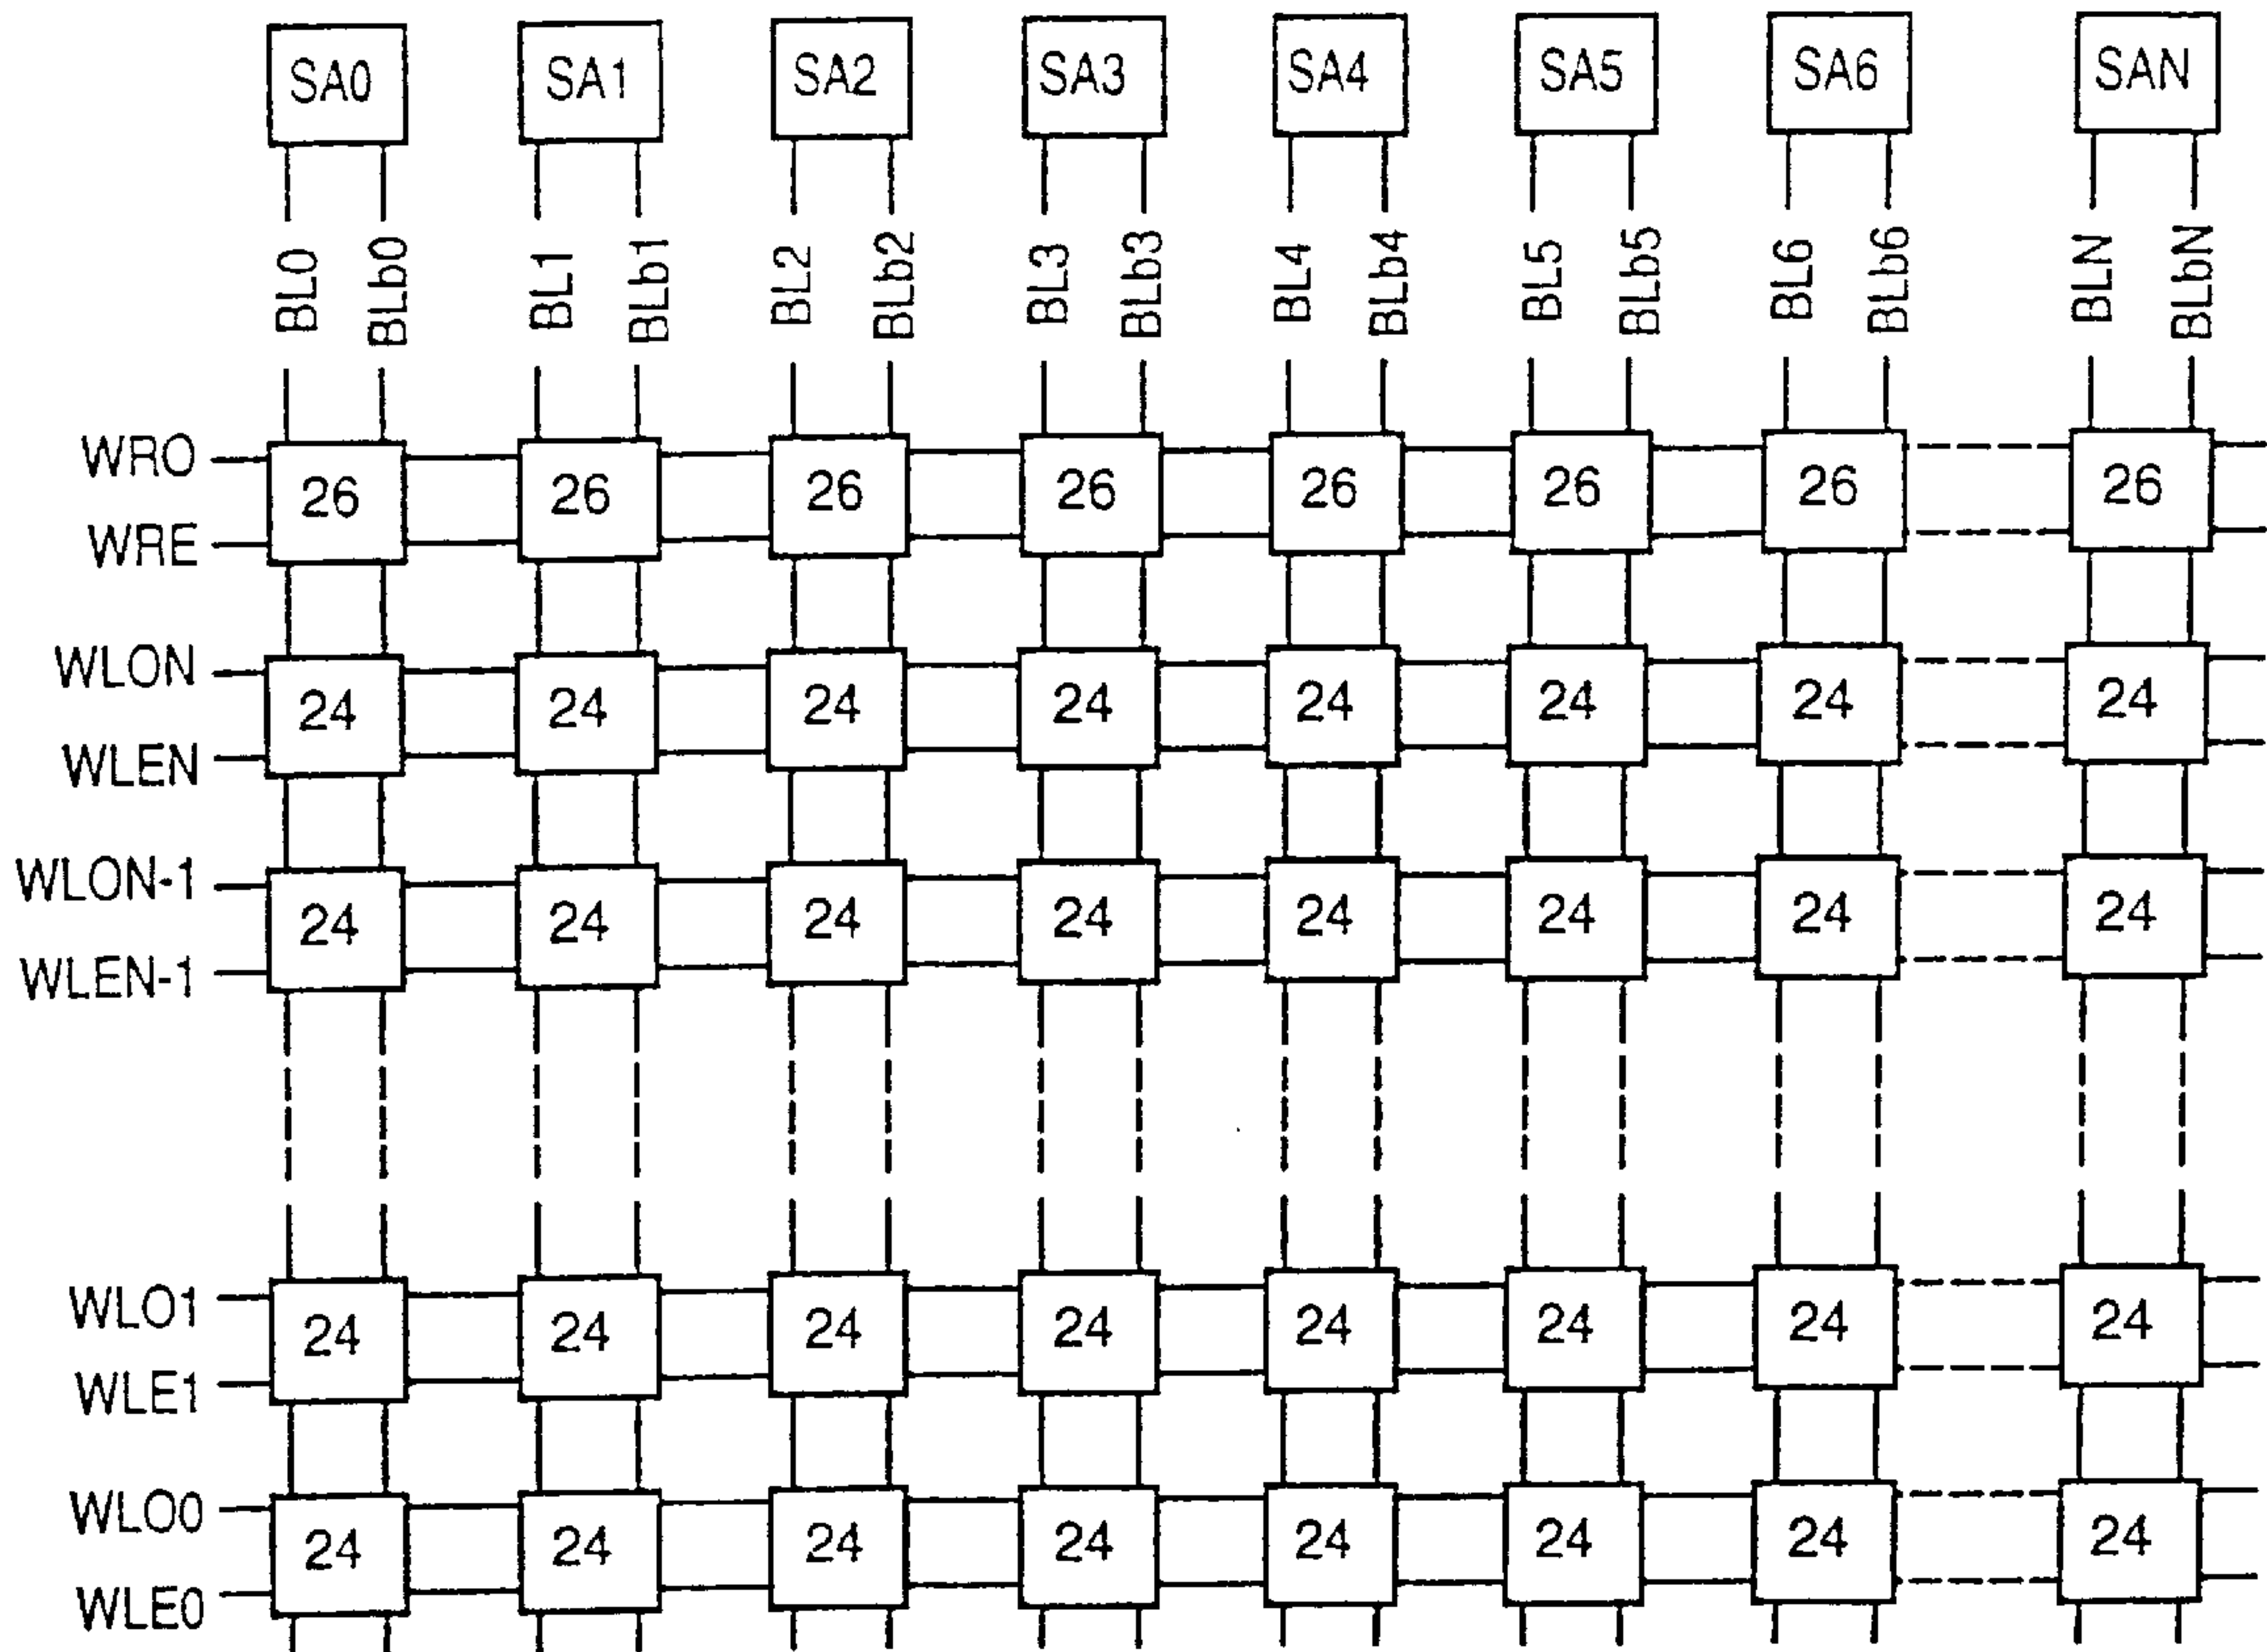 SA0 SA1 SA2 SA3 SA4 SA5 SA6 SAN
BL0 BLb0 BL1 BLb1 BL2 BLb2 BL3 BLb3 BL4 BLb4 BL5 BLb5 BL6 BLb6 BLN BLbN
WRO
26 26 26 26 26 26 26 26
WRE
WLON
24 24 24 24 24 24 24 24
WLEN
WLON-1
24 24 24 24 24 24 24 24
WLEN-1
WLO1
24 24 24 24 24 24 24 24
WLE1
WLO0
24 24 24 24 24 24 24 24
WLE0